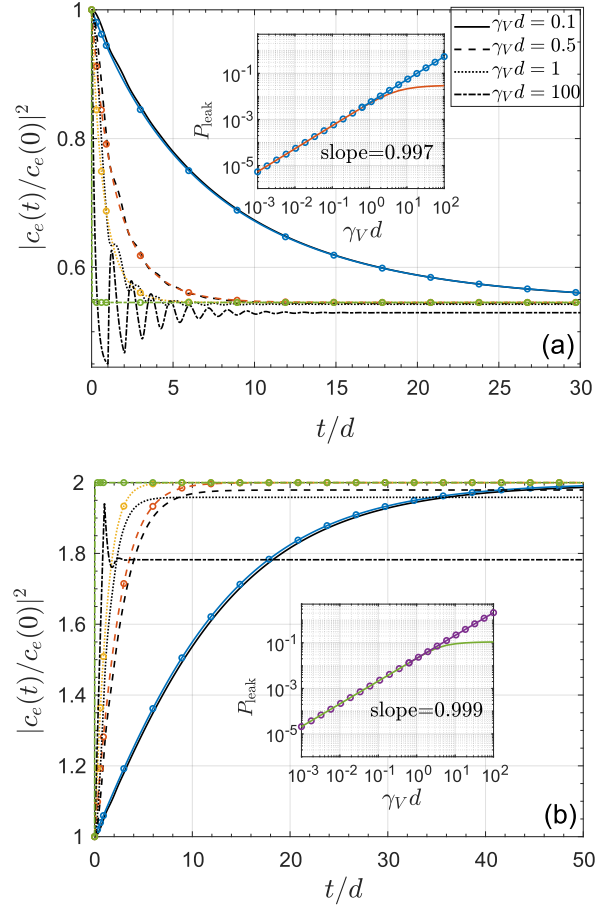 1
0.8
0.6
|c_e(t)/c_e(0)|^2
0 5 10 15 20 25 30
t/d
(a)
γ_V d = 0.1
γ_V d = 0.5
γ_V d = 1
γ_V d = 100
10^-1
10^-3
10^-5
P_leak
slope=0.997
10^-3 10^-2 10^-1 10^0 10^1 10^2
γ_V d
2
1.8
1.6
1.4
1.2
1
|c_e(t)/c_e(0)|^2
0 10 20 30 40 50
t/d
(b)
10^-1
10^-3
10^-5
P_leak
slope=0.999
10^-3 10^-2 10^-1 10^0 10^1 10^2
γ_V d